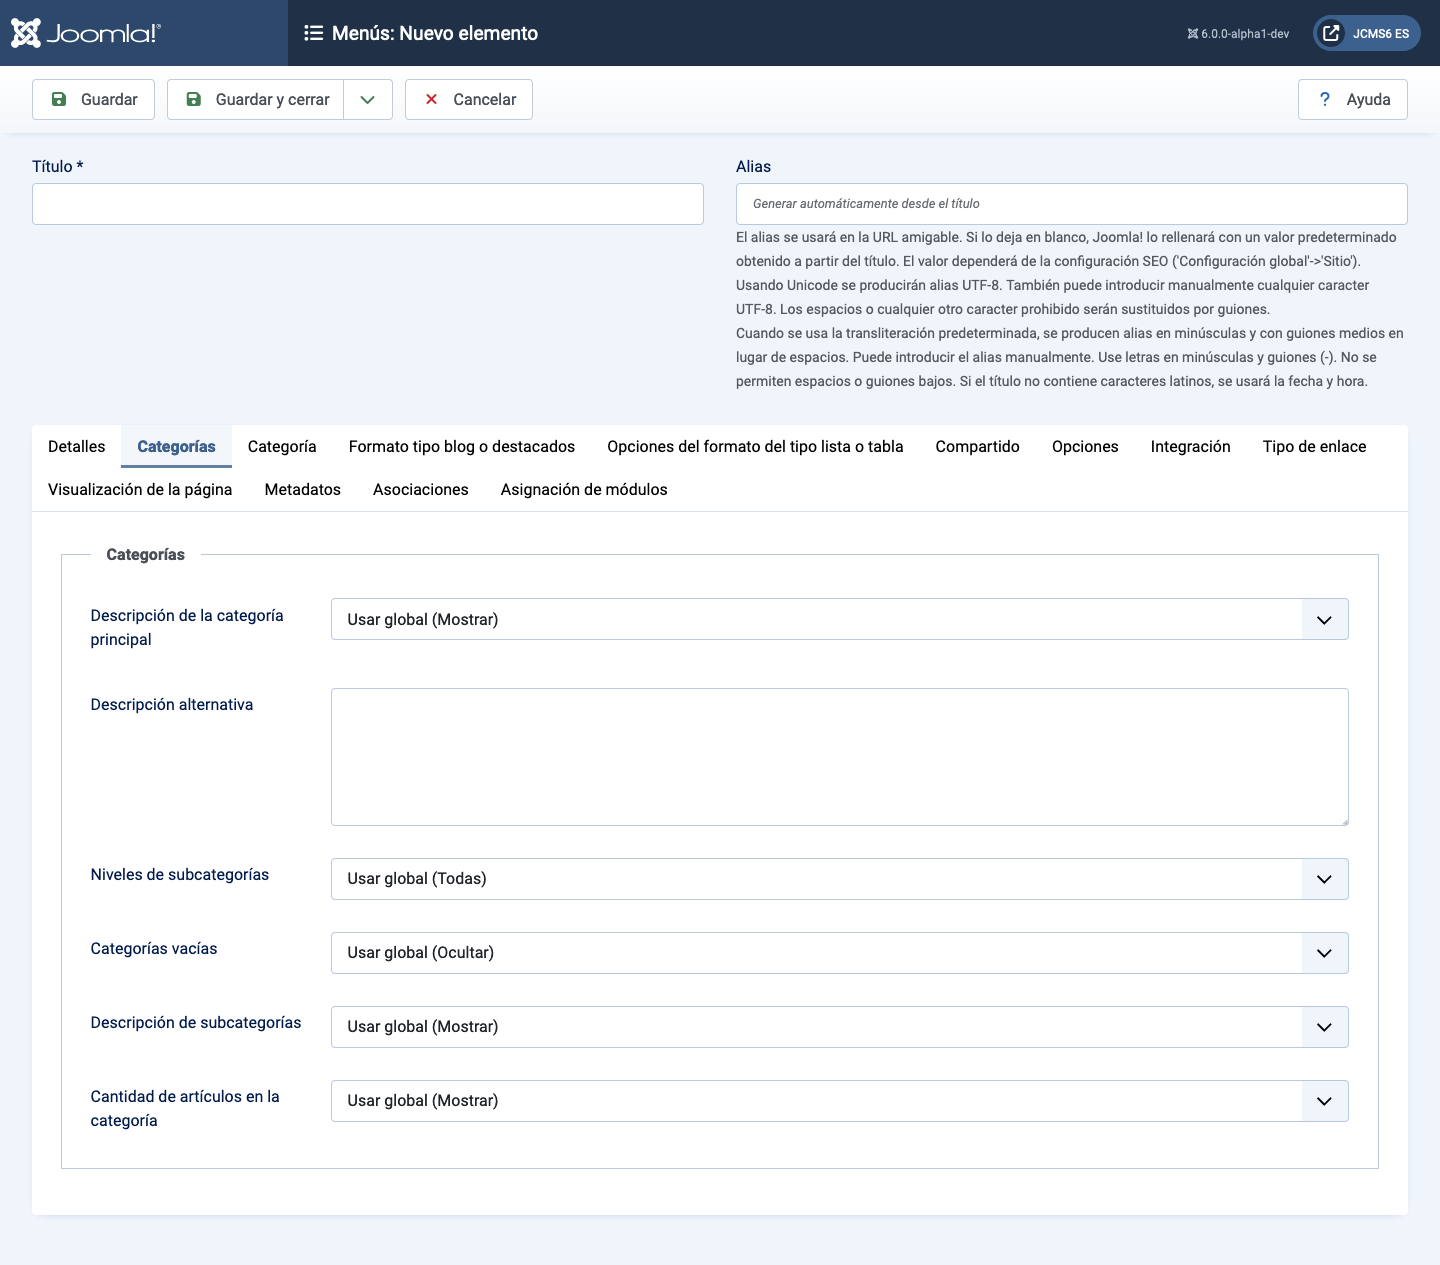 Joomla!®
Menús: Nuevo elemento
6.0.0-alpha1-dev
JCMS6 ES
Guardar
Guardar y cerrar
Cancelar
? Ayuda
Título *
Alias
Generar automáticamente desde el título
El alias se usará en la URL amigable. Si lo deja en blanco, Joomla! lo rellenará con un valor predeterminado
obtenido a partir del título. El valor dependerá de la configuración SEO ('Configuración global'->'Sitio').
Usando Unicode se producirán alias UTF-8. También puede introducir manualmente cualquier caracter
UTF-8. Los espacios o cualquier otro caracter prohibido serán sustituidos por guiones.
Cuando se usa la transliteración predeterminada, se producen alias en minúsculas y con guiones medios en
lugar de espacios. Puede introducir el alias manualmente. Use letras en minúsculas y guiones (-). No se
permiten espacios o guiones bajos. Si el título no contiene caracteres latinos, se usará la fecha y hora.
Detalles
Categorías
Categoría
Formato tipo blog o destacados
Opciones del formato del tipo lista o tabla
Compartido
Opciones
Integración
Tipo de enlace
Visualización de la página
Metadatos
Asociaciones
Asignación de módulos
Categorías
Descripción de la categoría
principal
Usar global (Mostrar)
Descripción alternativa
Niveles de subcategorías
Usar global (Todas)
Categorías vacías
Usar global (Ocultar)
Descripción de subcategorías
Usar global (Mostrar)
Cantidad de artículos en la
categoría
Usar global (Mostrar)